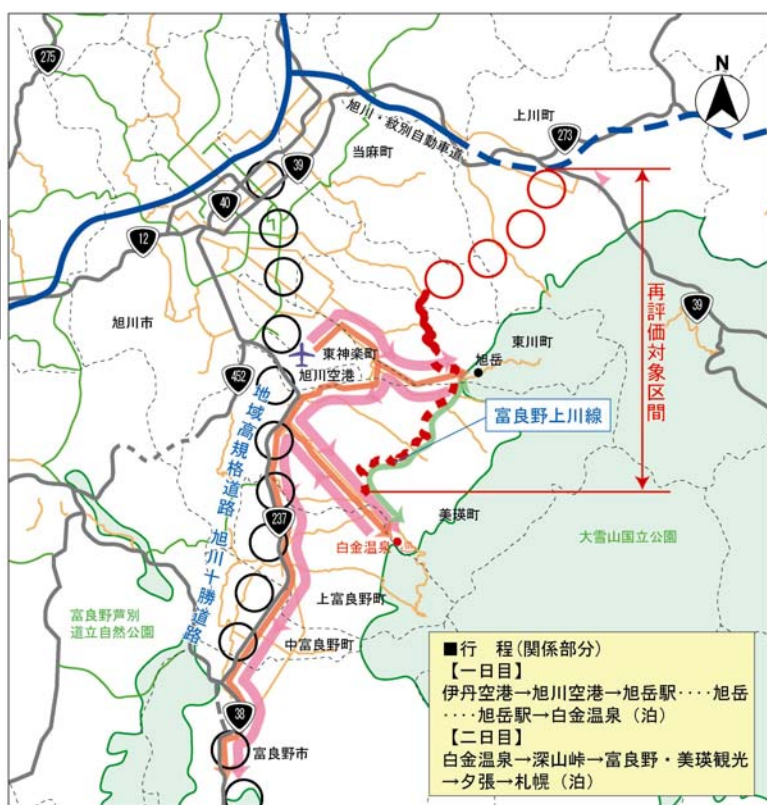 275
N
上川町
273
旭川・紋別自動車道
当麻町
39
40
12
再評価対象区間
旭川市
東神楽町
東川町
39
旭岳
旭川空港
452
富良野上川線
地域高規格道路 旭川十勝道路
237
美瑛町
大雪山国立公園
白金温泉
上富良野町
富良野芦別
道立自然公園
中富良野町
38
富良野市
■行 程(関係部分)
【一日目】
伊丹空港→旭川空港→旭岳駅‥‥旭岳
‥‥旭岳駅→白金温泉(泊)
【二日目】
白金温泉→深山峠→富良野・美瑛観光
→夕張→札幌(泊)